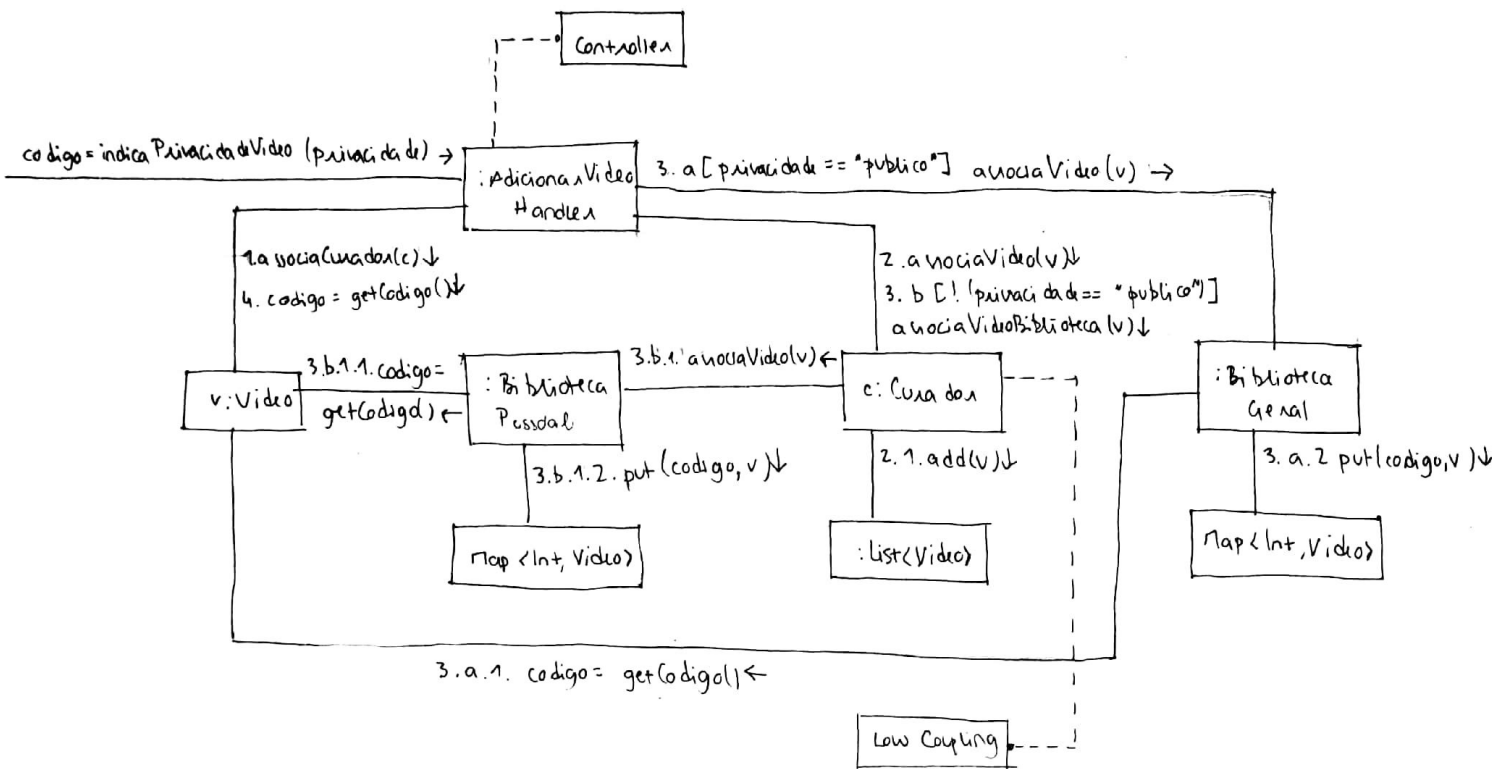 Controller
codigo = indicaPrivacidadeVideo (privacidade) →
:AdicionarVideo
Handler
3. a [privacidade == "publico"] associaVideo(v) →
1.associaCurador(c)↓
4. codigo = getCodigo()↓
2. associaVideo(v)↓
3. b [! (privacidade == "publico")]
associaVideoBiblioteca(v)↓
v:Video
3.b.1.1. codigo =
getCodigo()←
:Biblioteca
Pessoal
3.b.1. associaVideo(v)←
c:Curador
:Biblioteca
Geral
3.b.1.2. put(codigo, v)↓
2.1. add(v)↓
3. a.2 put(codigo,v)↓
Map <Int, Video>
:List<Video>
Map<Int, Video>
3.a.1. codigo = getCodigo()←
Low Coupling